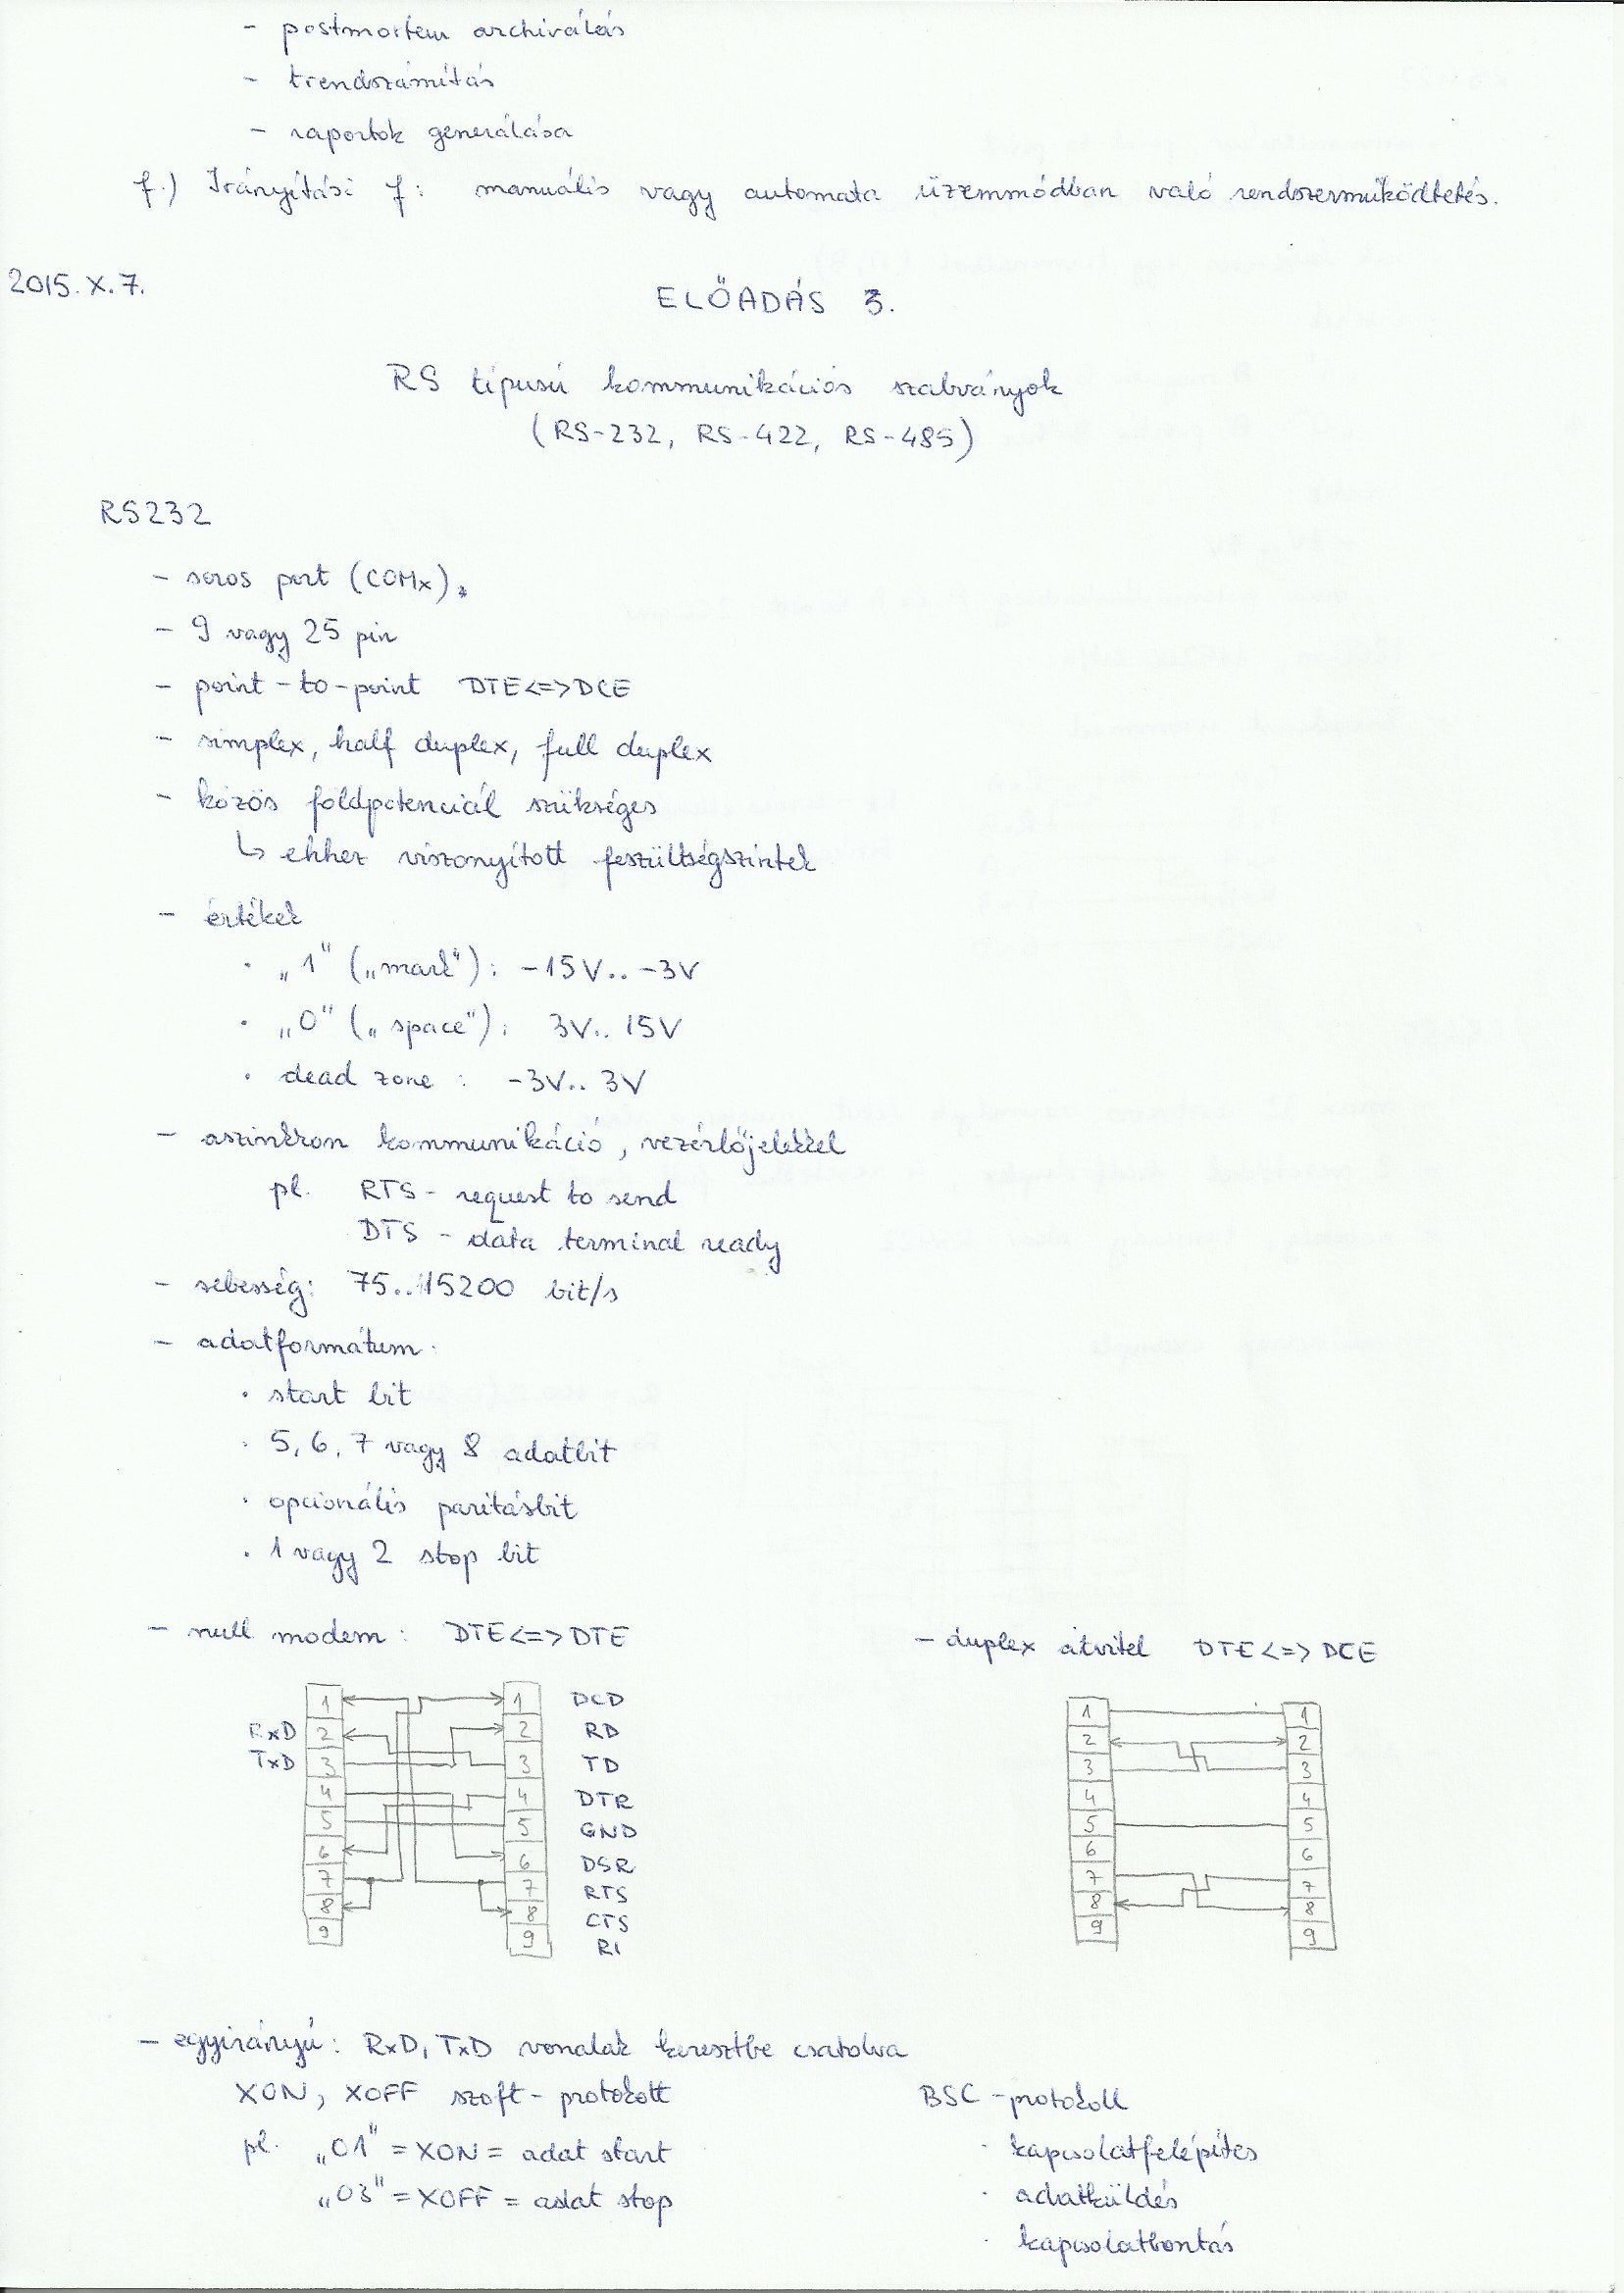 - postmortem archiválás
- trendszámítás
- raportok generálása
f.) Irányítási f: manuális vagy automata üzemmódban való rendszerműködtetés.
2015. X. 7.
ELŐADÁS 3.
RS típusú kommunikációs szabványok
(RS-232, RS-422, RS-485)
RS232
- soros port (COMx).
- 9 vagy 25 pin
- point-to-point DTE<=>DCE
- simplex, half duplex, full duplex
- közös földpotenciál szükséges
↳ ehhez viszonyított feszültségszintek
- értékek
· „1" („mark"): -15V.. -3V
· „0" („space"): 3V.. 15V
· dead zone : -3V.. 3V
- aszinkron kommunikáció, vezérlőjelekkel
pl. RTS - request to send
DTS - data terminal ready
- sebesség: 75..115200 bit/s
- adatformátum:
· start bit
· 5, 6, 7 vagy 8 adatbit
· opcionális paritásbit
· 1 vagy 2 stop bit
- null modem : DTE<=>DTE
- duplex átvitel DTE<=>DCE
1 1 DCD
RxD 2 2 RD
TxD 3 3 TD
4 4 DTR
5 5 GND
6 6 DSR
7 7 RTS
8 8 CTS
9 9 RI
1 1
2 2
3 3
4 4
5 5
6 6
7 7
8 8
9 9
- egyirányú: RxD, TxD vonalak keresztbe csatolva
XON, XOFF szoft-protokoll
pl. „01" = XON = adat start
„03" = XOFF = adat stop
BSC - protokoll
· kapcsolatfelépítés
· adatküldés
· kapcsolatbontás